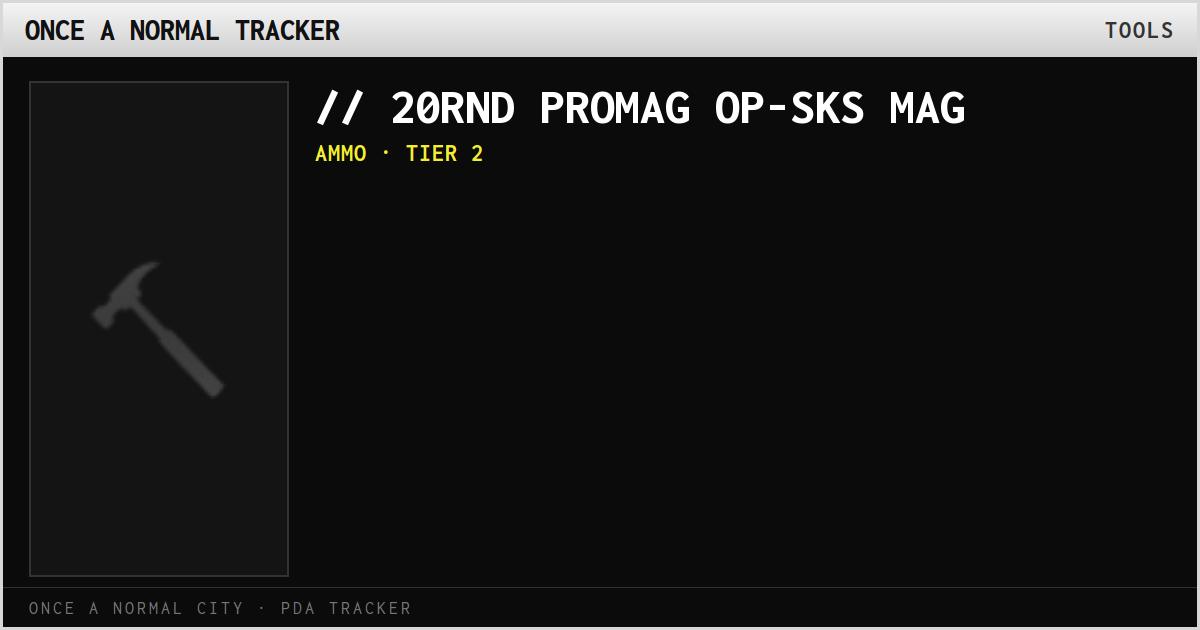 ONCE A NORMAL TRACKER
TOOLS
// 20RND PROMAG OP-SKS MAG
AMMO · TIER 2
ONCE A NORMAL CITY · PDA TRACKER